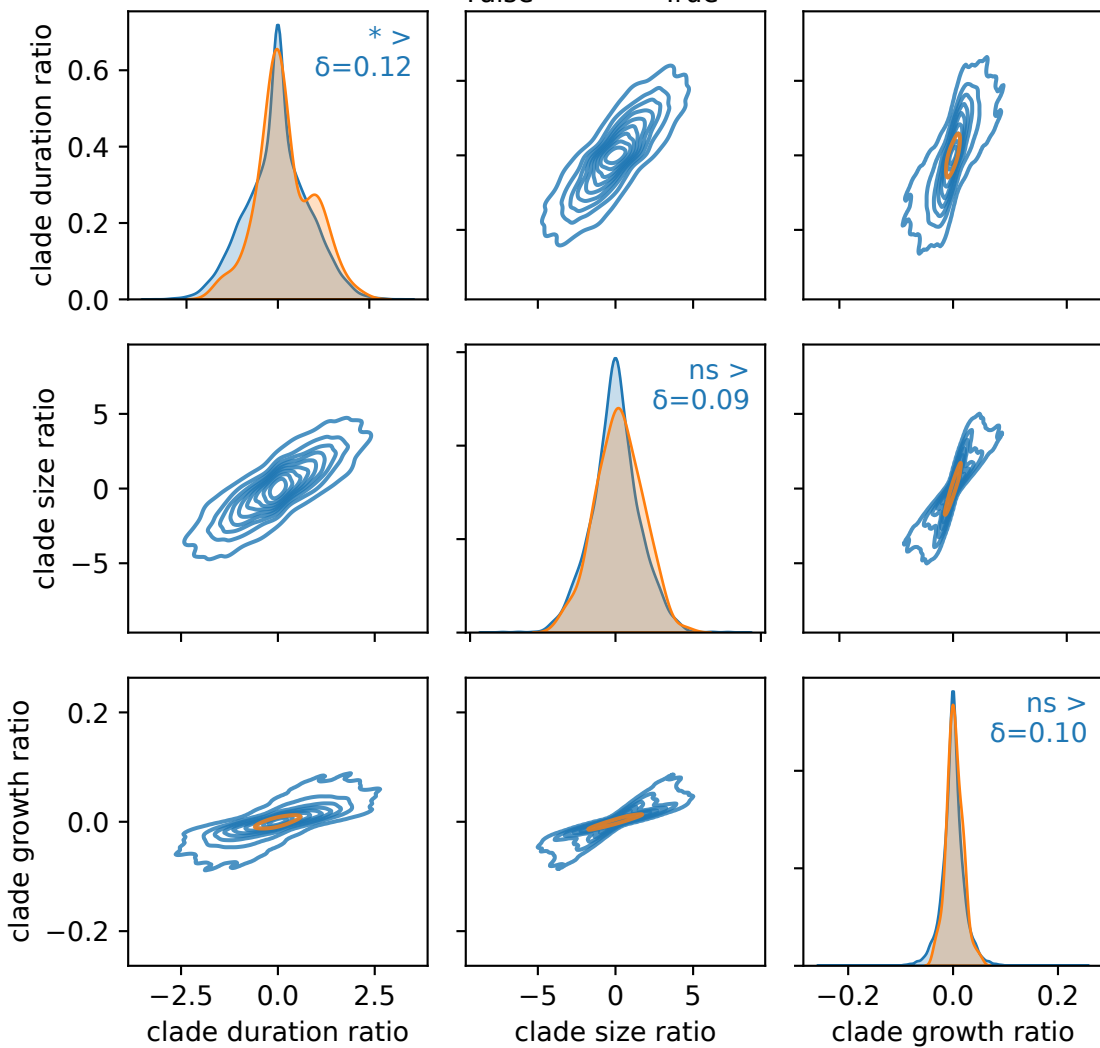 clade duration ratio
0.6
0.4
0.2
0.0
* >
δ=0.12
clade size ratio
5
0
−5
ns >
δ=0.09
clade growth ratio
0.2
0.0
−0.2
ns >
δ=0.10
−2.5 0.0 2.5
−5 0 5
−0.2 0.0 0.2
clade duration ratio
clade size ratio
clade growth ratio